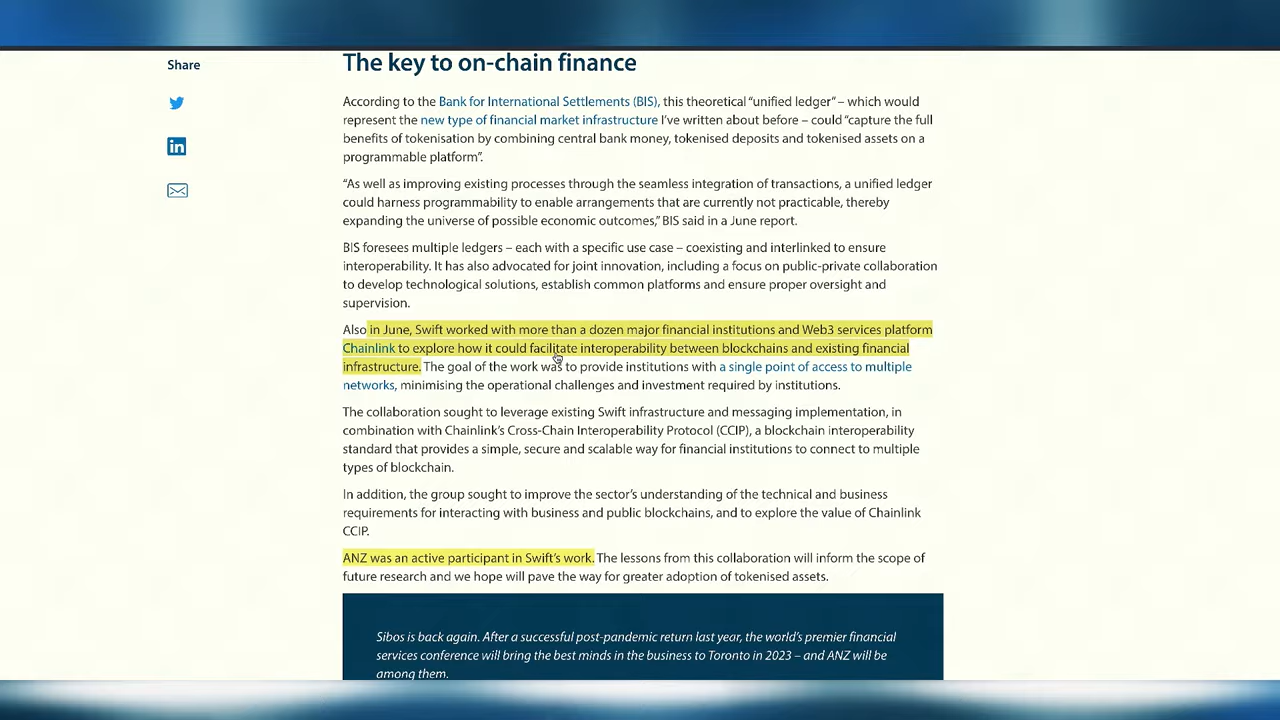 Share
The key to on-chain finance
According to the Bank for International Settlements (BIS), this theoretical “unified ledger” – which would
represent the new type of financial market infrastructure I’ve written about before – could “capture the full
benefits of tokenisation by combining central bank money, tokenised deposits and tokenised assets on a
programmable platform”.
“As well as improving existing processes through the seamless integration of transactions, a unified ledger
could harness programmability to enable arrangements that are currently not practicable, thereby
expanding the universe of possible economic outcomes,” BIS said in a June report.
BIS foresees multiple ledgers – each with a specific use case – coexisting and interlinked to ensure
interoperability. It has also advocated for joint innovation, including a focus on public-private collaboration
to develop technological solutions, establish common platforms and ensure proper oversight and
supervision.
Also in June, Swift worked with more than a dozen major financial institutions and Web3 services platform
Chainlink to explore how it could facilitate interoperability between blockchains and existing financial
infrastructure. The goal of the work was to provide institutions with a single point of access to multiple
networks, minimising the operational challenges and investment required by institutions.
The collaboration sought to leverage existing Swift infrastructure and messaging implementation, in
combination with Chainlink’s Cross-Chain Interoperability Protocol (CCIP), a blockchain interoperability
standard that provides a simple, secure and scalable way for financial institutions to connect to multiple
types of blockchain.
In addition, the group sought to improve the sector’s understanding of the technical and business
requirements for interacting with business and public blockchains, and to explore the value of Chainlink
CCIP.
ANZ was an active participant in Swift’s work. The lessons from this collaboration will inform the scope of
future research and we hope will pave the way for greater adoption of tokenised assets.
Sibos is back again. After a successful post-pandemic return last year, the world’s premier financial
services conference will bring the best minds in the business to Toronto in 2023 – and ANZ will be
among them.